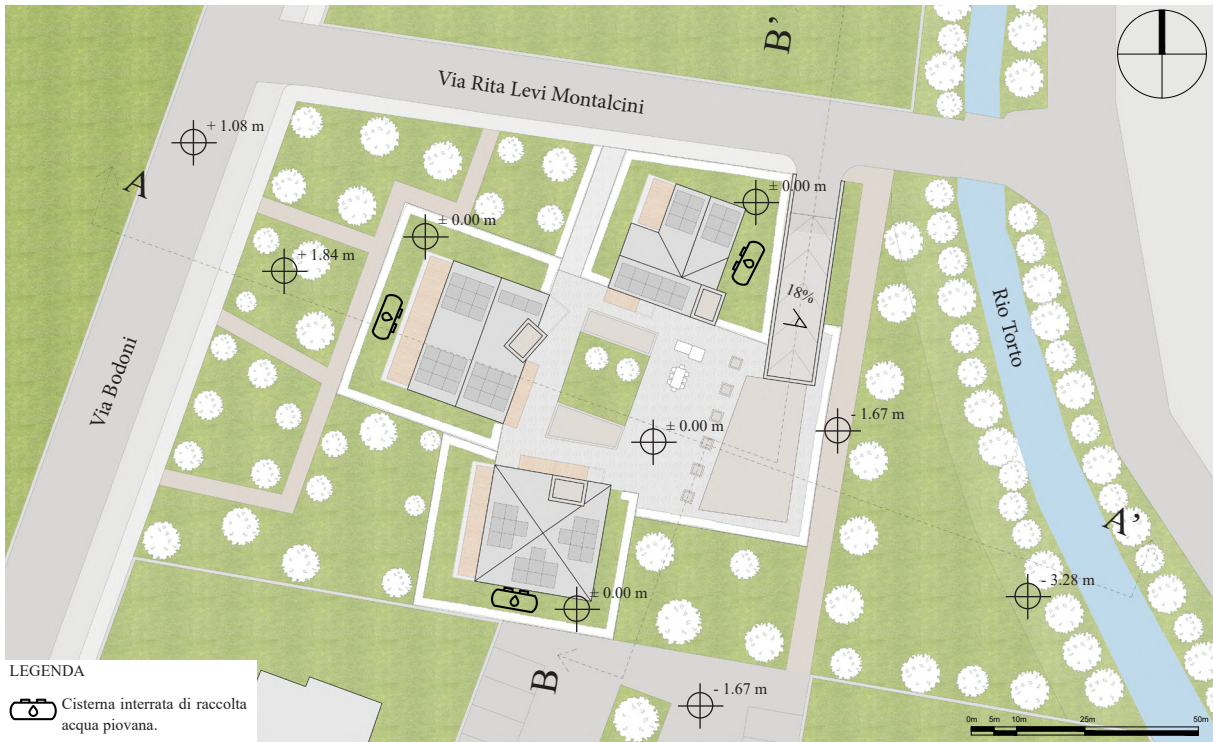 B’
Via Rita Levi Montalcini
+ 1.08 m
A
± 0.00 m
± 0.00 m
+ 1.84 m
18%
Rio Torto
Via Bodoni
± 0.00 m
- 1.67 m
A’
- 3.28 m
± 0.00 m
B
- 1.67 m
LEGENDA
Cisterna interrata di raccolta
acqua piovana.
0m 5m 10m 25m 50m